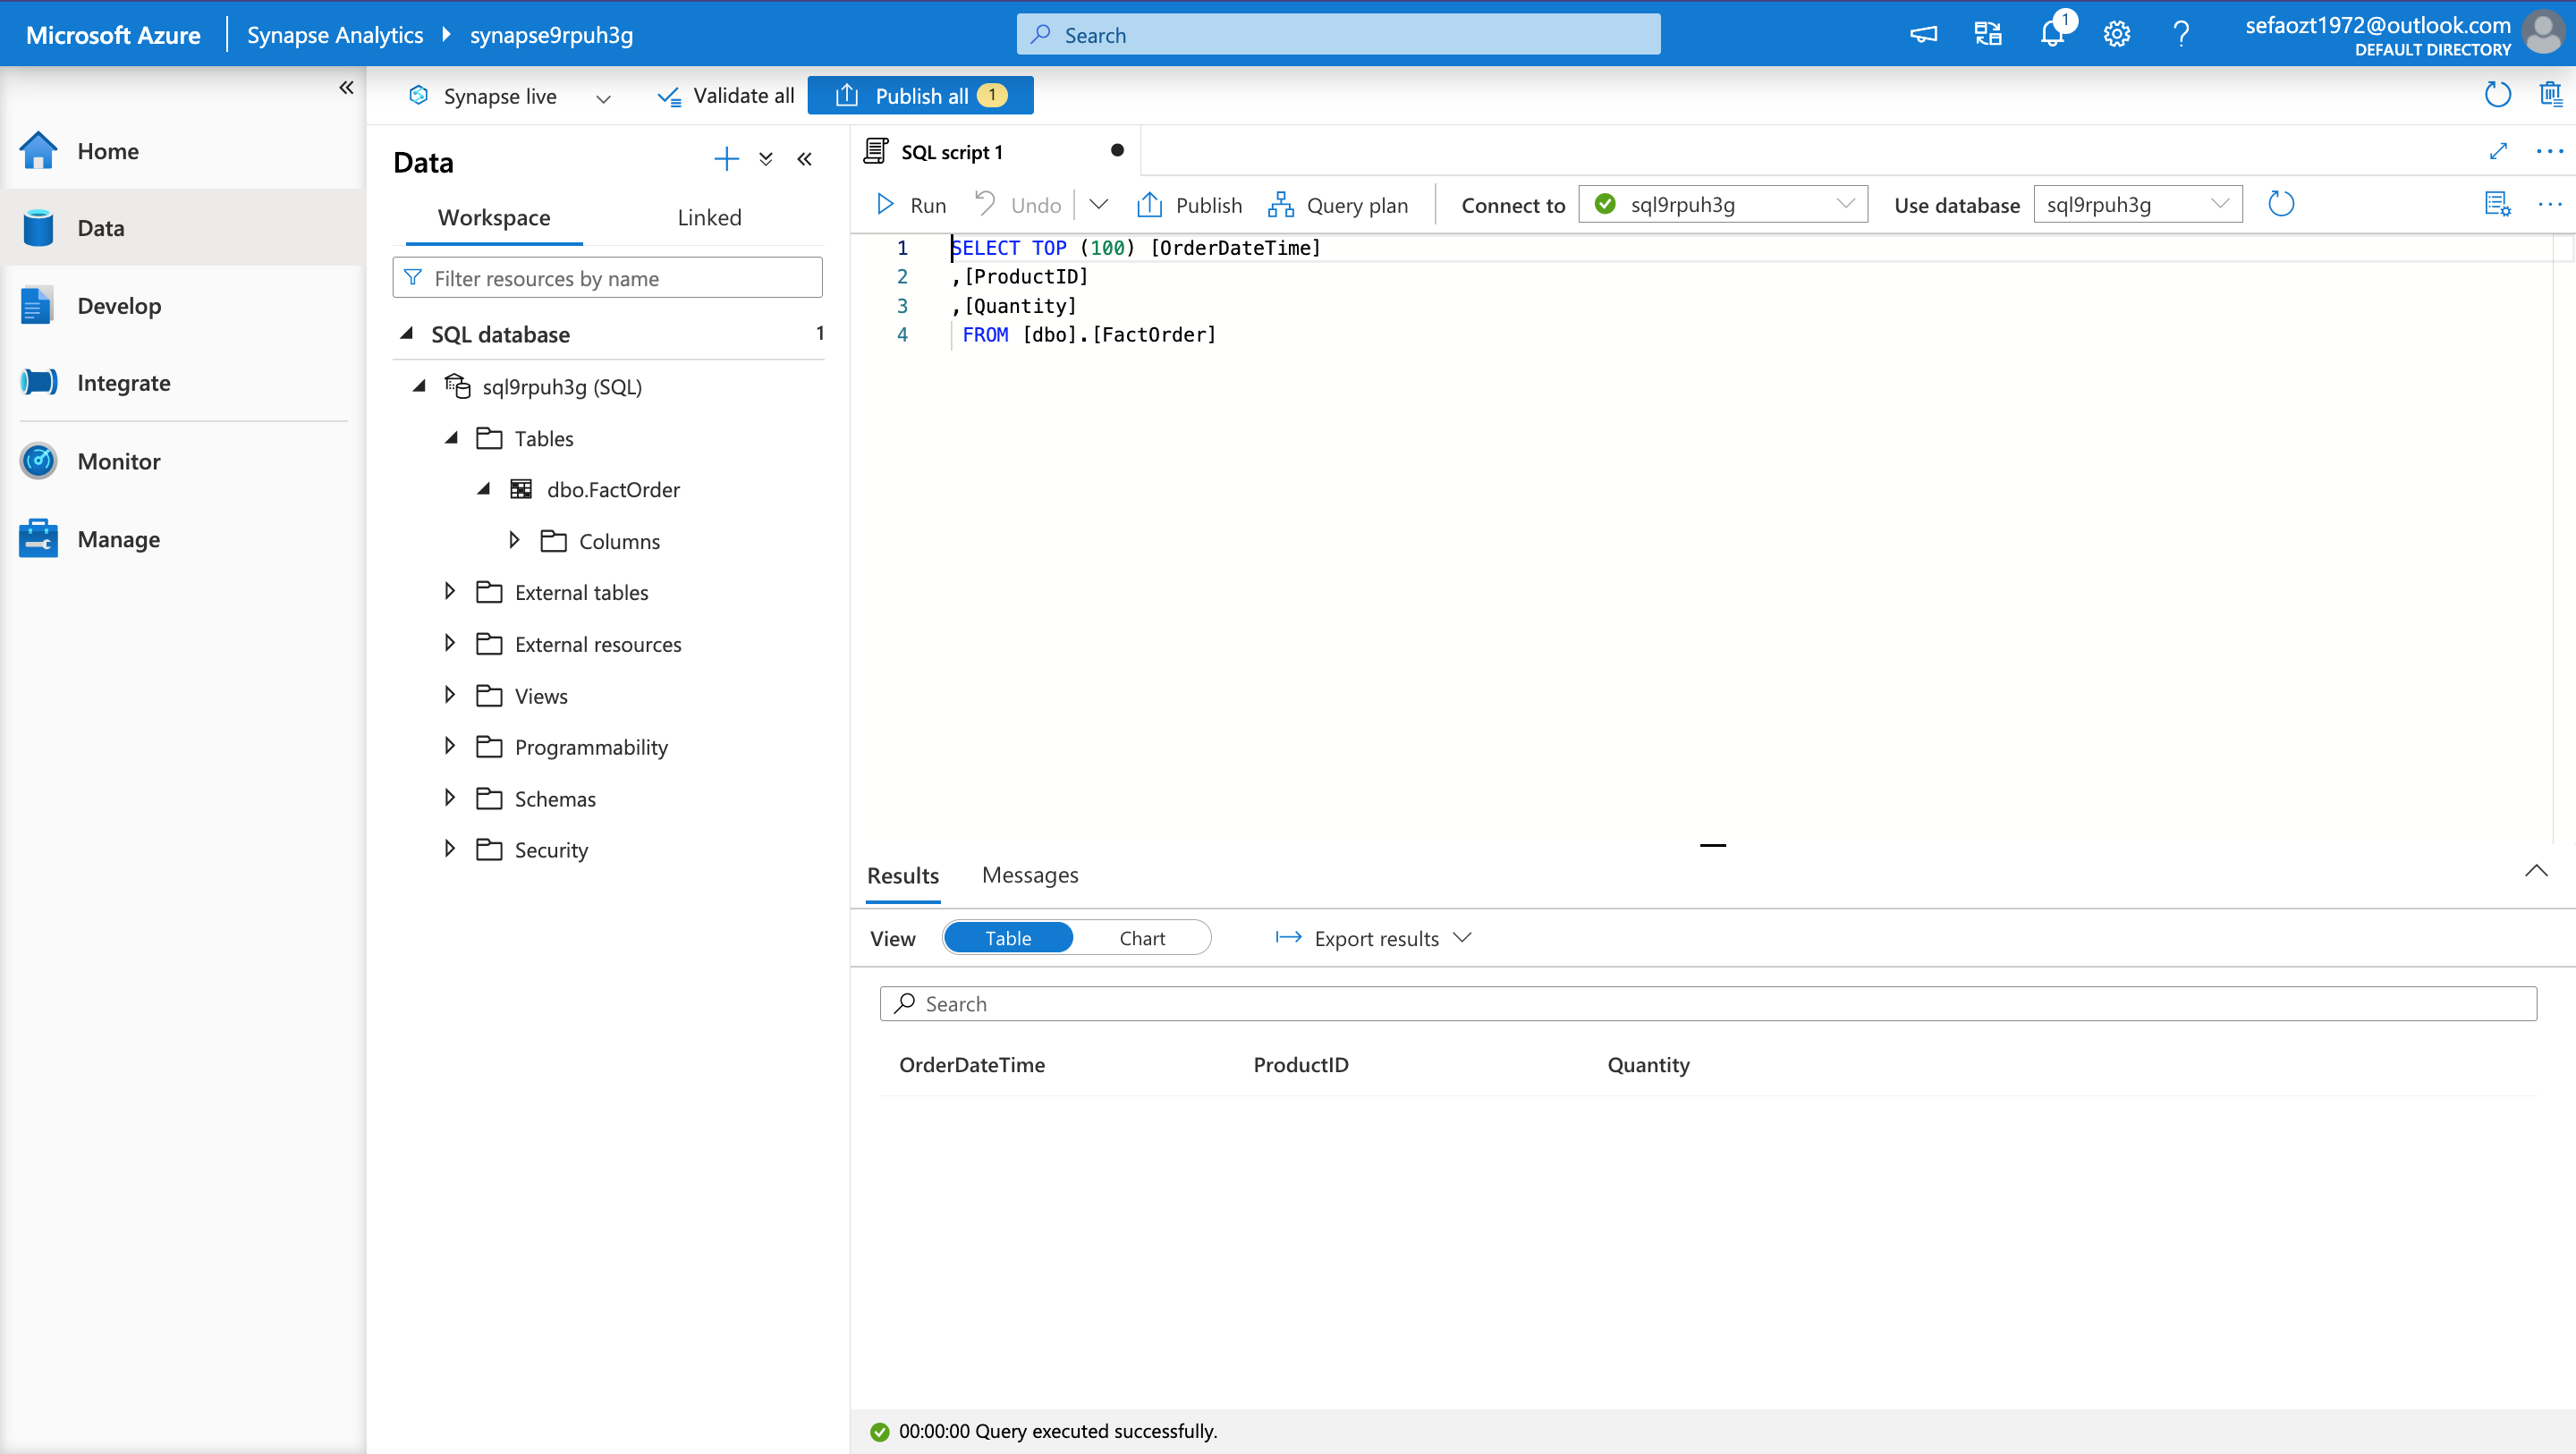 Microsoft Azure
Synapse Analytics
synapse9rpuh3g
Search
1
sefaozt1972@outlook.com
DEFAULT DIRECTORY
Home
Data
Develop
Integrate
Monitor
Manage
Synapse live
Validate all
Publish all 1
Data
Workspace
Linked
Filter resources by name
SQL database 1
sql9rpuh3g (SQL)
Tables
dbo.FactOrder
Columns
External tables
External resources
Views
Programmability
Schemas
Security
SQL script 1
Run
Undo
Publish
Query plan
Connect to
sql9rpuh3g
Use database
sql9rpuh3g
1 SELECT TOP (100) [OrderDateTime]
2 ,[ProductID]
3 ,[Quantity]
4 FROM [dbo].[FactOrder]
Results
Messages
View
Table
Chart
Export results
Search
OrderDateTime
ProductID
Quantity
00:00:00 Query executed successfully.